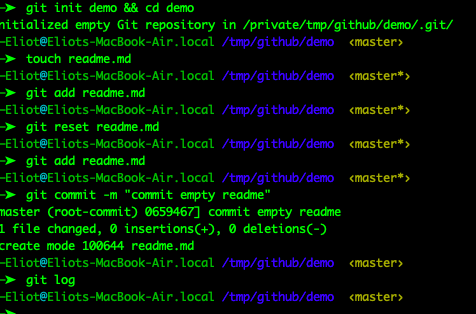 ➤ git init demo && cd demo
nitialized empty Git repository in /private/tmp/github/demo/.git/
-Eliot@Eliots-MacBook-Air.local /tmp/github/demo ‹master›
-➤ touch readme.md
-Eliot@Eliots-MacBook-Air.local /tmp/github/demo ‹master*›
-➤ git add readme.md
-Eliot@Eliots-MacBook-Air.local /tmp/github/demo ‹master*›
-➤ git reset readme.md
-Eliot@Eliots-MacBook-Air.local /tmp/github/demo ‹master*›
-➤ git add readme.md
-Eliot@Eliots-MacBook-Air.local /tmp/github/demo ‹master*›
-➤ git commit -m "commit empty readme"
master (root-commit) 0659467] commit empty readme
1 file changed, 0 insertions(+), 0 deletions(-)
create mode 100644 readme.md
-Eliot@Eliots-MacBook-Air.local /tmp/github/demo ‹master›
-➤ git log
-Eliot@Eliots-MacBook-Air.local /tmp/github/demo ‹master›